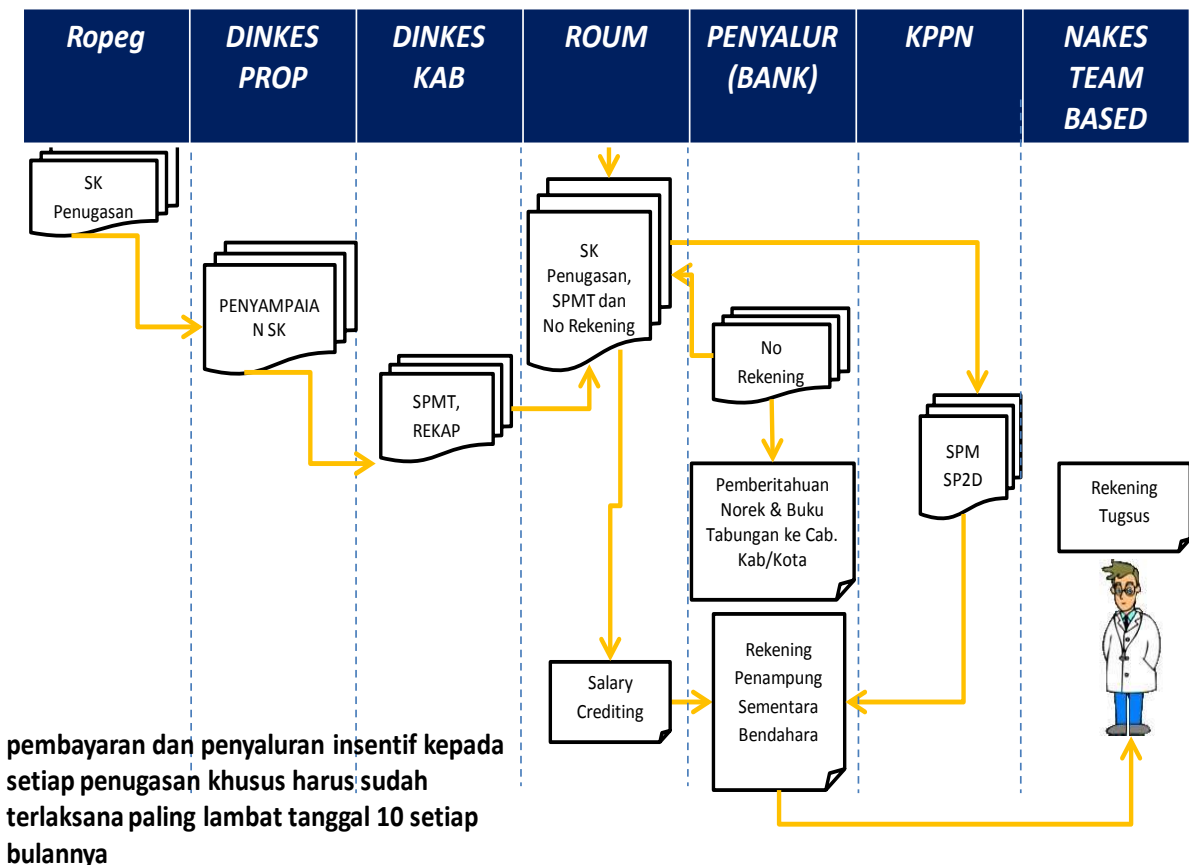 Ropeg
DINKES
PROP
DINKES
KAB
ROUM
PENYALUR
(BANK)
KPPN
NAKES
TEAM
BASED
SK
Penugasan
PENYAMPAIA
N SK
SPMT,
REKAP
SK
Penugasan,
SPMT dan
No Rekening
No
Rekening
Pemberitahuan
Norek & Buku
Tabungan ke Cab.
Kab/Kota
SPM
SP2D
Rekening
Tugsus
Salary
Crediting
Rekening
Penampung
Sementara
Bendahara
pembayaran dan penyaluran insentif kepada
setiap penugasan khusus harus sudah
terlaksana paling lambat tanggal 10 setiap
bulannya